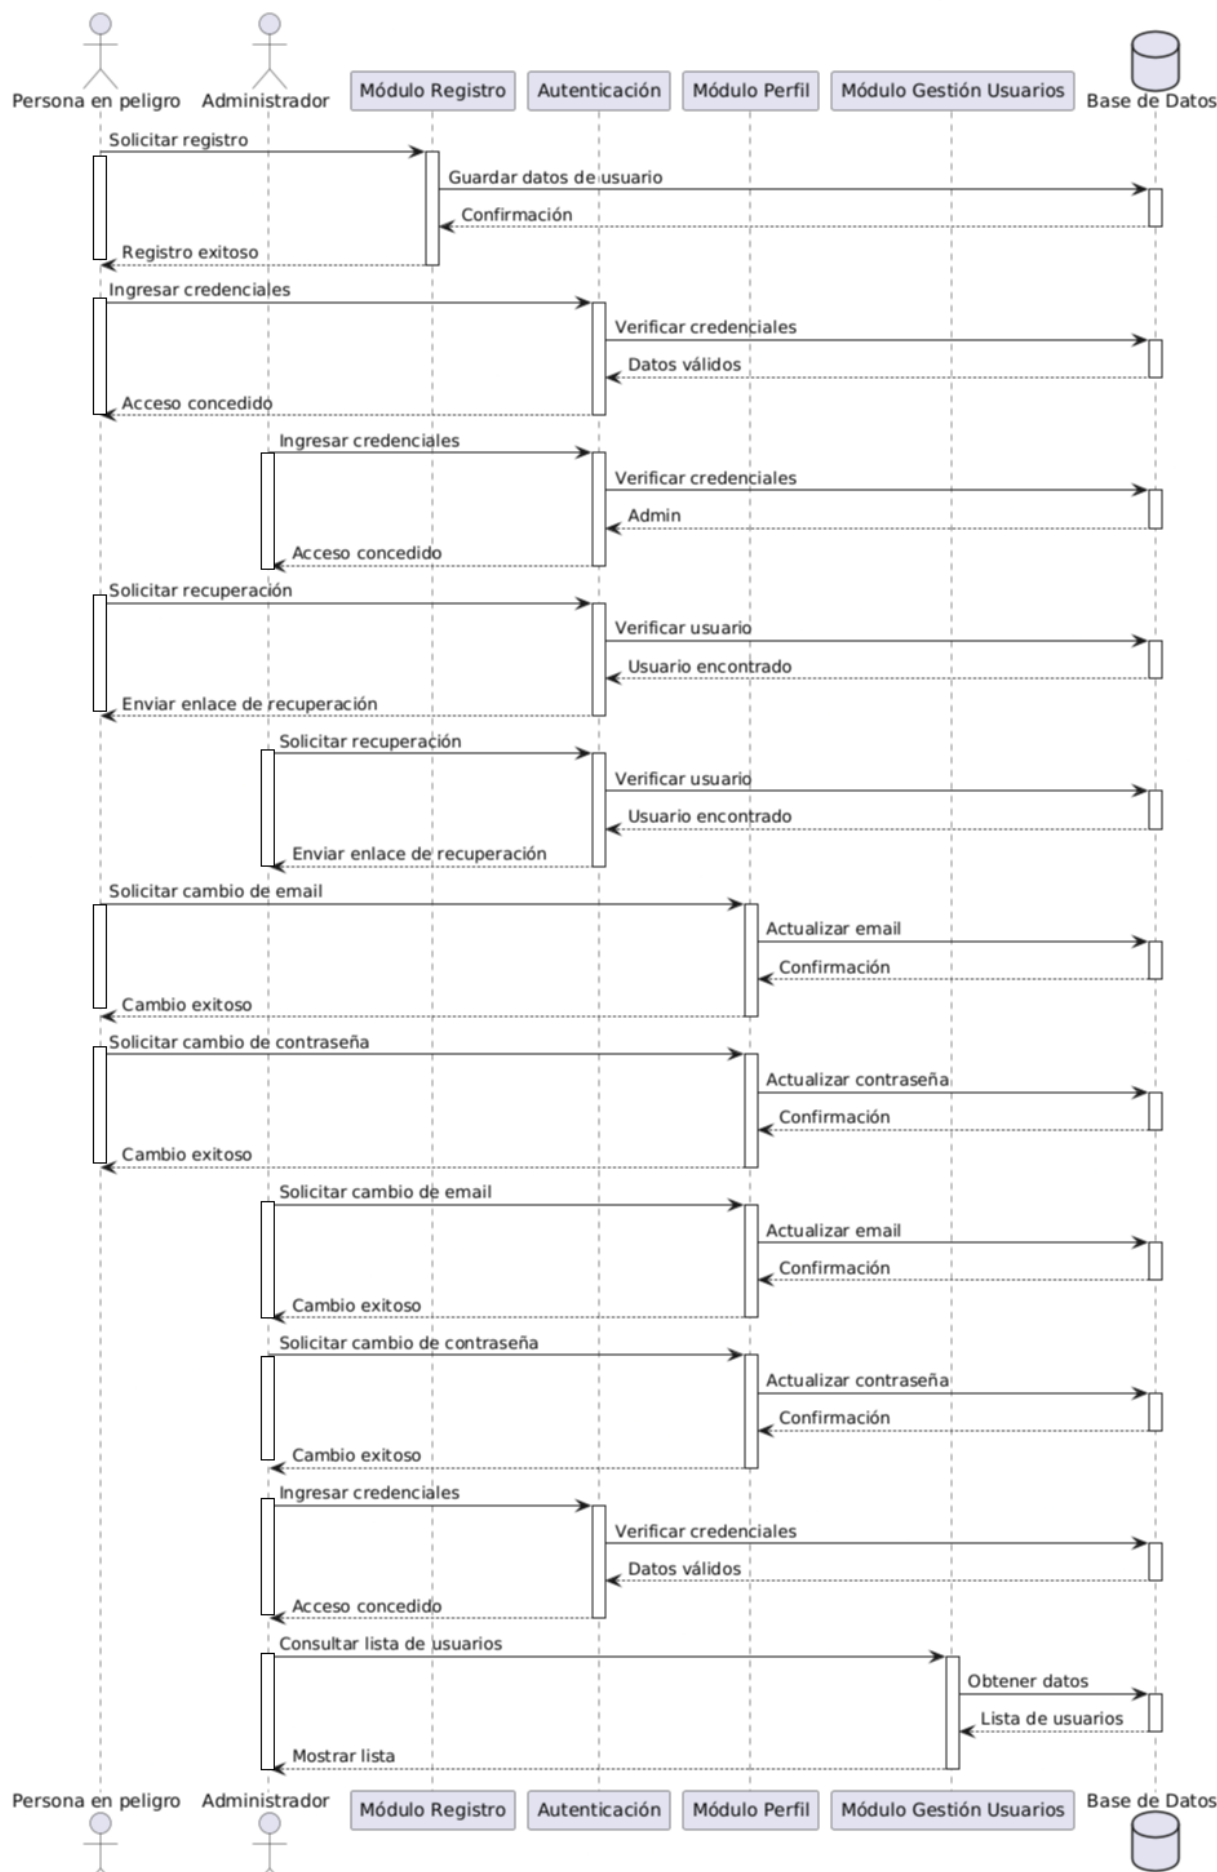 Persona en peligro
Administrador
Módulo Registro
Autenticación
Módulo Perfil
Módulo Gestión Usuarios
Base de Datos
Solicitar registro
Guardar datos de usuario
Confirmación
Registro exitoso
Ingresar credenciales
Verificar credenciales
Datos válidos
Acceso concedido
Ingresar credenciales
Verificar credenciales
Admin
Acceso concedido
Solicitar recuperación
Verificar usuario
Usuario encontrado
Enviar enlace de recuperación
Solicitar recuperación
Verificar usuario
Usuario encontrado
Enviar enlace de recuperación
Solicitar cambio de email
Actualizar email
Confirmación
Cambio exitoso
Solicitar cambio de contraseña
Actualizar contraseña
Confirmación
Cambio exitoso
Solicitar cambio de email
Actualizar email
Confirmación
Cambio exitoso
Solicitar cambio de contraseña
Actualizar contraseña
Confirmación
Cambio exitoso
Ingresar credenciales
Verificar credenciales
Datos válidos
Acceso concedido
Consultar lista de usuarios
Obtener datos
Lista de usuarios
Mostrar lista
Persona en peligro
Administrador
Módulo Registro
Autenticación
Módulo Perfil
Módulo Gestión Usuarios
Base de Datos